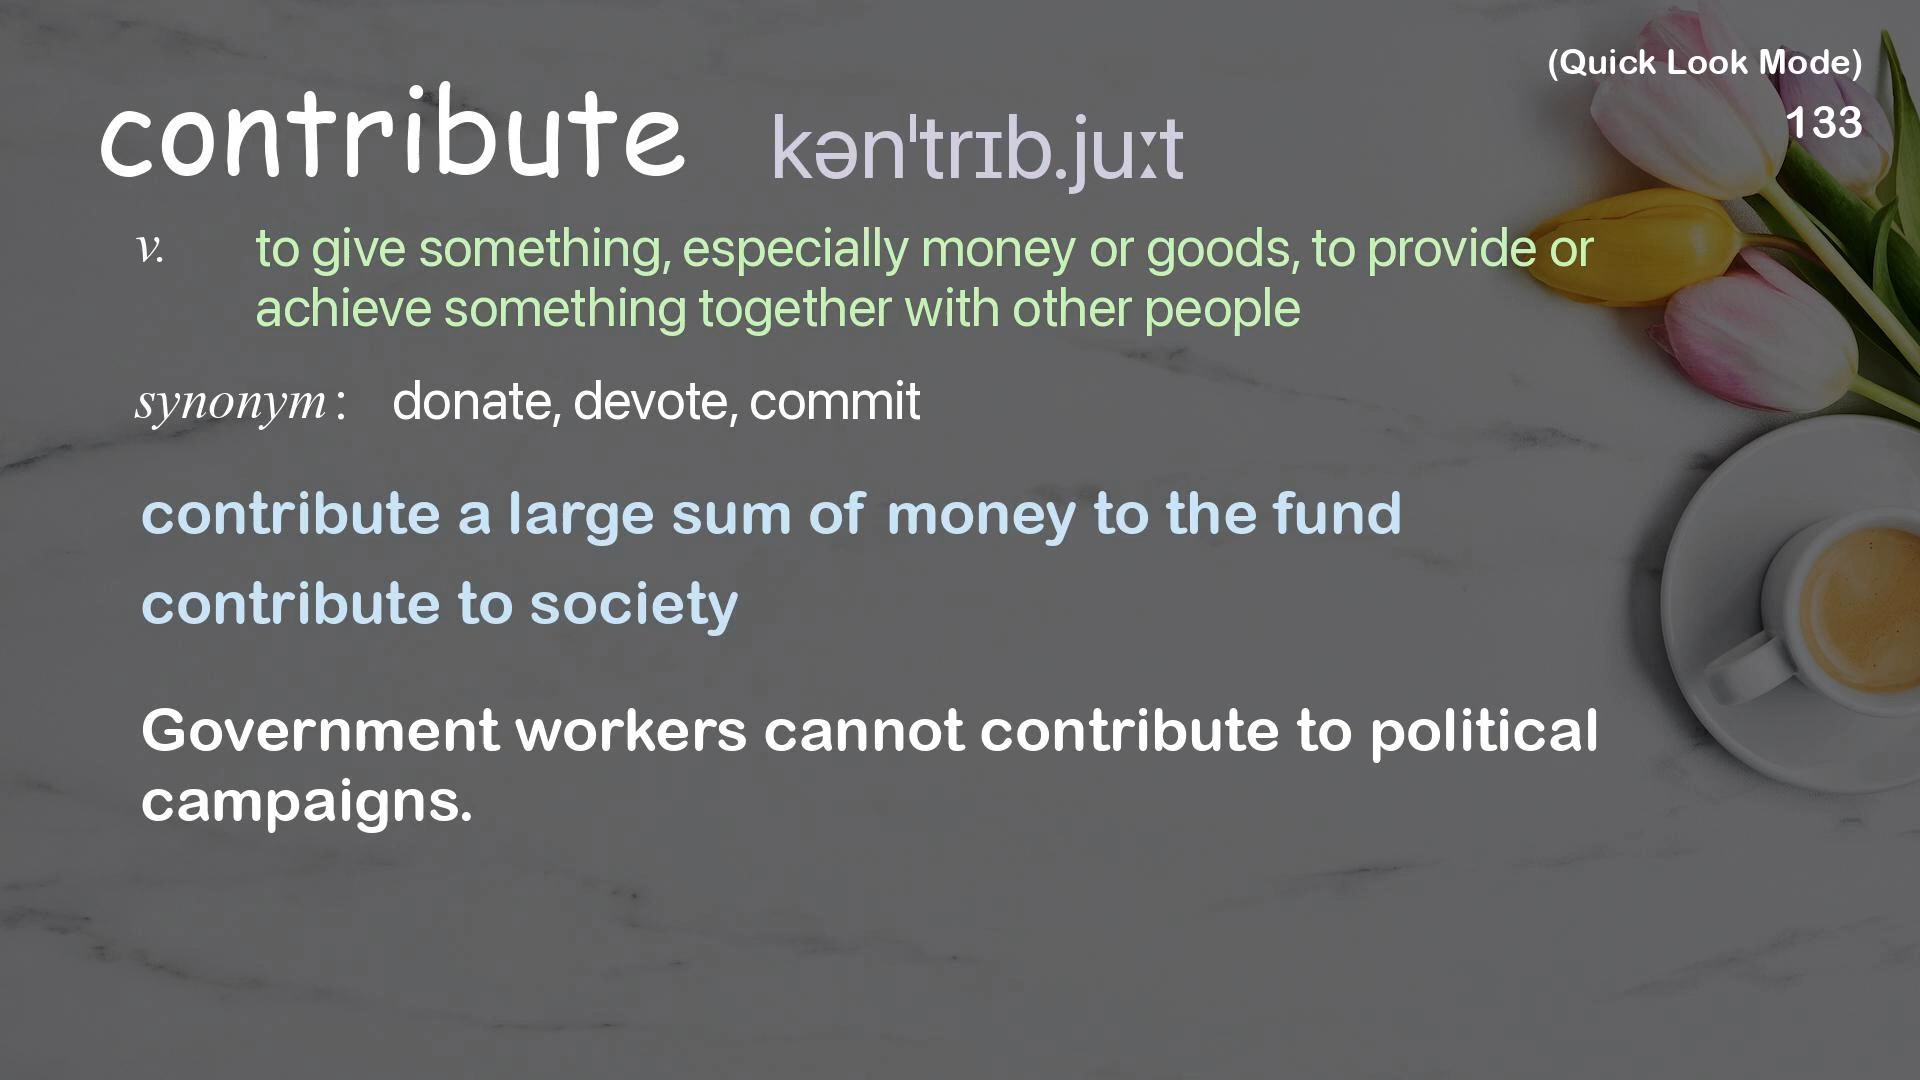 (Quick Look Mode)
133
contribute kən'trɪb.juːt
v. to give something, especially money or goods, to provide or
achieve something together with other people
synonym: donate, devote, commit
contribute a large sum of money to the fund
contribute to society
Government workers cannot contribute to political
campaigns.